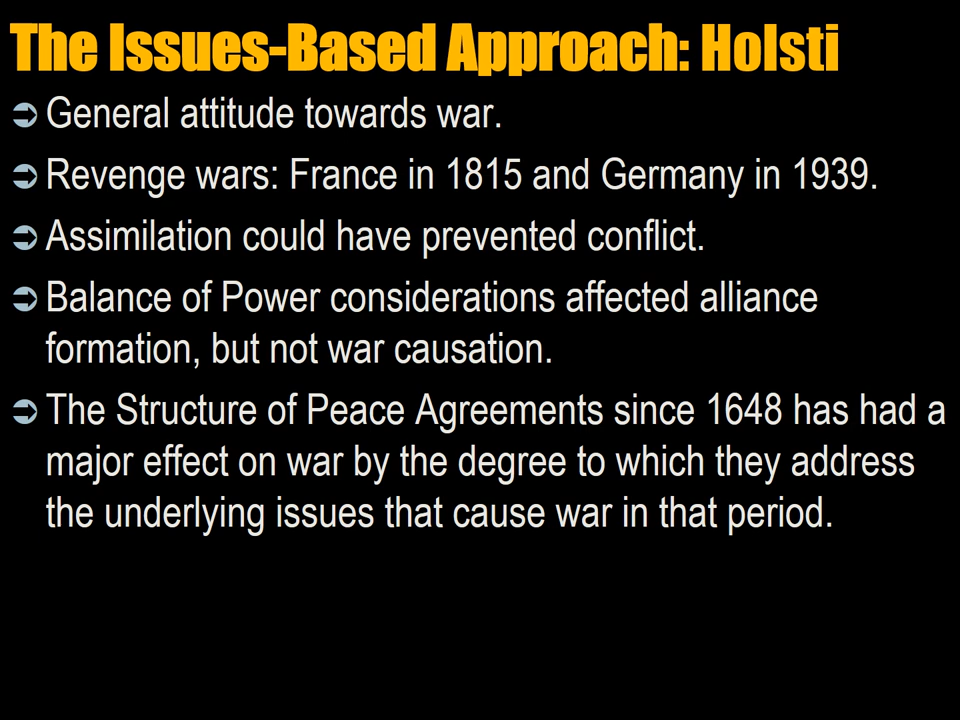 The Issues-Based Approach: Holsti
➲ General attitude towards war.
➲ Revenge wars: France in 1815 and Germany in 1939.
➲ Assimilation could have prevented conflict.
➲ Balance of Power considerations affected alliance
formation, but not war causation.
➲ The Structure of Peace Agreements since 1648 has had a
major effect on war by the degree to which they address
the underlying issues that cause war in that period.